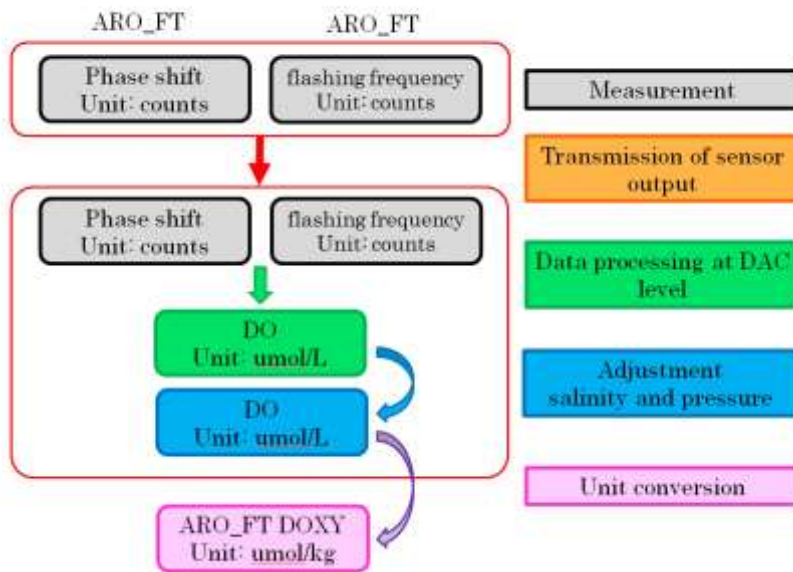 ARO_FT
ARO_FT
Phase shift
Unit: counts
flashing frequency
Unit: counts
Measurement
Transmission of sensor
output
Phase shift
Unit: counts
flashing frequency
Unit: counts
Data processing at DAC
level
DO
Unit: umol/L
Adjustment
salinity and pressure
DO
Unit: umol/L
Unit conversion
ARO_FT DOXY
Unit: umol/kg